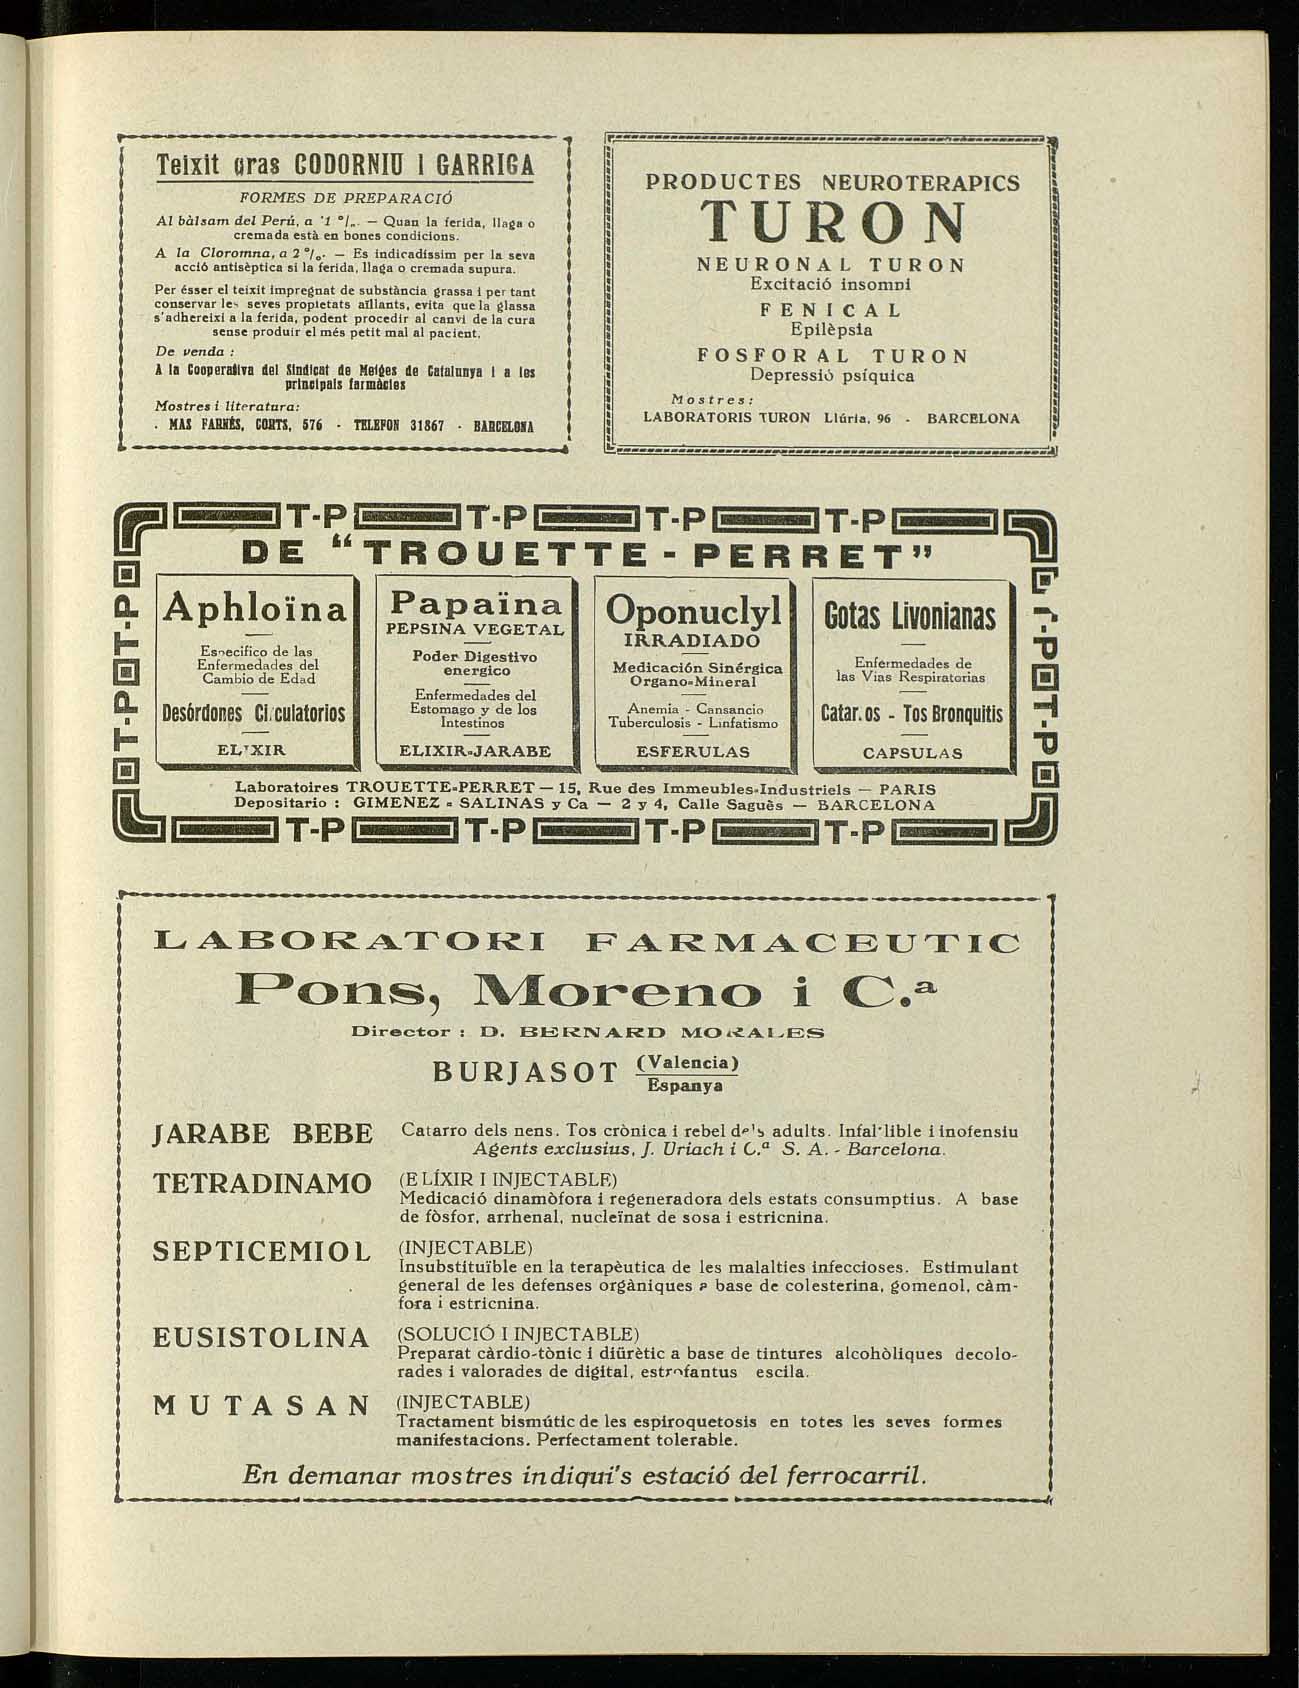 Teixit gras CODORNIU I GARRIGA
FORMES DE PREPARACIÓ
Al bàlsam del Perú, a 1 °/o. — Quan la ferida, llaga o
cremada està en bones condicions.
A la Cloromna, a 2 °/o. — Es indicadíssim per la seva
acció antisèptica si la ferida, llaga o cremada supura.
Per ésser el teixit impregnat de substància grassa i per tant
conservar les seves propietats aïllants, evita que la glassa
s'adhereixi a la ferida, podent procedir al canvi de la cura
sense produir el més petit mal al pacient.
De venda :
A la Cooperativa del Sindicat de Metges de Catalunya i a les
principals farmàcies
Mostres i literatura:
. MAS FARNÉS, CORTS, 576 - TELEFON 31867 - BARCELONA
PRODUCTES NEUROTERAPICS
TURON
NEURONAL TURON
Excitació insomni
FENICAL
Epilèpsia
FOSFORAL TURON
Depressió psíquica
Mostres:
LABORATORIS TURON Llúria, 96 - BARCELONA
T-P T-P T-P T-P
DE "TROUETTE-PERRET"
Aphloïna
Especifico de las
Enfermedades del
Cambio de Edad
Desórdones Circulatorios
ELIXIR
Papaïna
PEPSINA VEGETAL
Poder Digestivo
energico
Enfermedades del
Estomago y de los
Intestinos
ELIXIR-JARABE
Oponuclyl
IRRADIADO
Medicación Sinérgica
Organo-Mineral
Anemia - Cansancio
Tuberculosis - Linfatismo
ESFERULAS
Gotas Livonianas
Enfermedades de
las Vias Respiratorias
Catarros - Tos Bronquitis
CAPSULAS
T-P T-P
T-P T-P
Laboratoires TROUETTE-PERRET — 15, Rue des Immeubles-Industriels — PARIS
Depositario : GIMENEZ - SALINAS y Ca — 2 y 4, Calle Saguès — BARCELONA
T-P T-P T-P T-P
LABORATORI FARMACEUTIC
Pons, Moreno i C.ª
Director : D. BERNARD MORALES
BURJASOT (Valencia)
Espanya
JARABE BEBE Catarro dels nens. Tos crònica i rebel dels adults. Infal·lible i inofensiu
Agents exclusius, J. Uriach i C.ª S. A. - Barcelona.
TETRADINAMO (ELÍXIR I INJECTABLE)
Medicació dinamòfora i regeneradora dels estats consumptius. A base
de fòsfor, arrhenal, nucleïnat de sosa i estricnina.
SEPTICEMIOL (INJECTABLE)
Insubstituïble en la terapèutica de les malalties infeccioses. Estimulant
general de les defenses orgàniques a base de colesterina, gomenol, càm-
fora i estricnina.
EUSISTOLINA (SOLUCIÓ I INJECTABLE)
Preparat càrdio-tònic i diürètic a base de tintures alcohòliques decolo-
rades i valorades de digital, estrofantus escila.
MUTASAN (INJECTABLE)
Tractament bismútic de les espiroquetosis en totes les seves formes
manifestacions. Perfectament tolerable.
En demanar mostres indiqui's estació del ferrocarril.